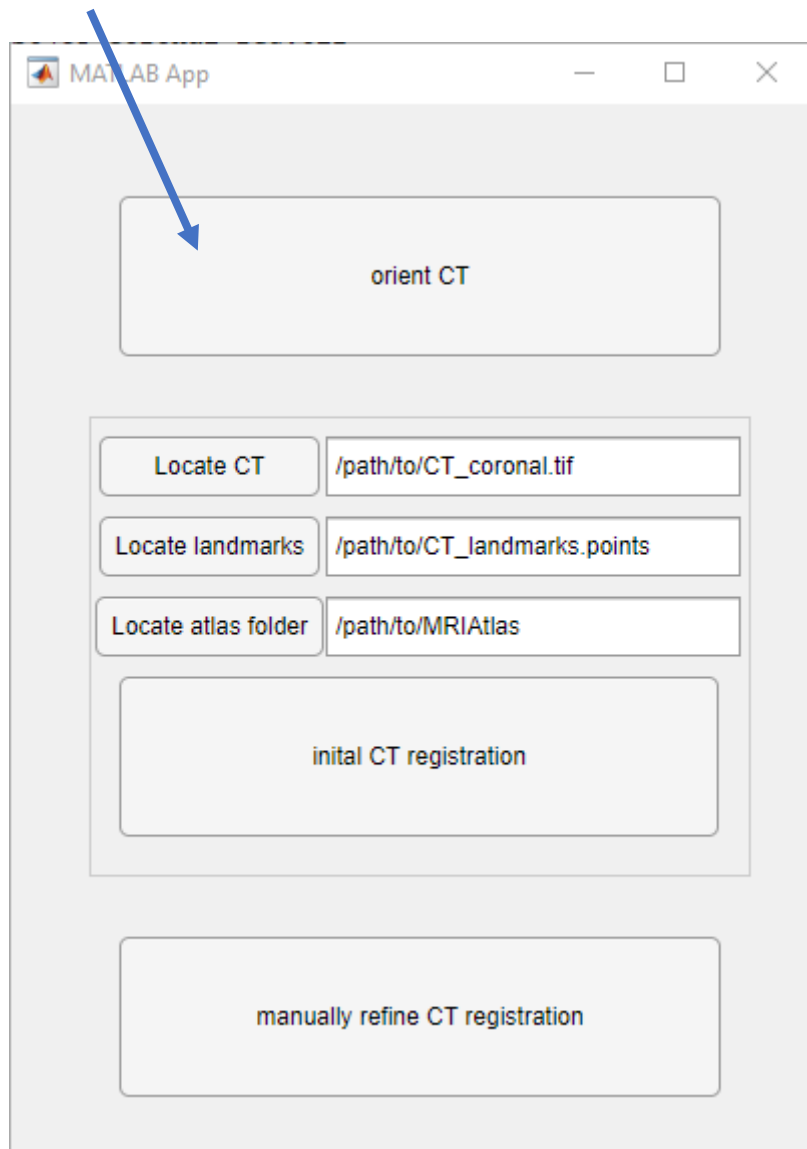 MATLAB App
orient CT
Locate CT /path/to/CT_coronal.tif
Locate landmarks /path/to/CT_landmarks.points
Locate atlas folder /path/to/MRIAtlas
inital CT registration
manually refine CT registration